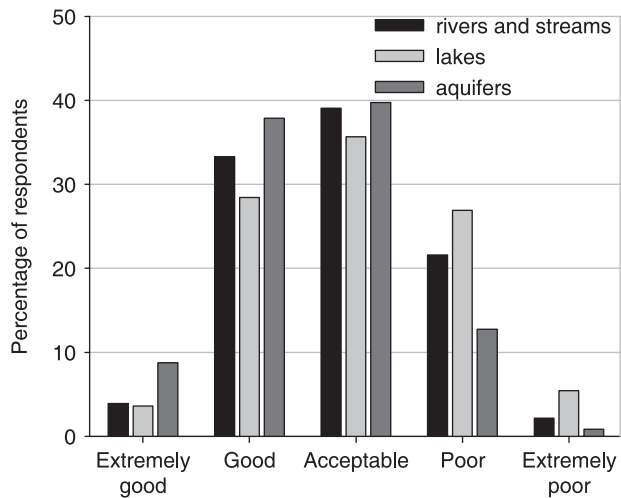 50
40
30
20
10
0
Percentage of respondents
rivers and streams
lakes
aquifers
Extremely
good
Good
Acceptable
Poor
Extremely
poor